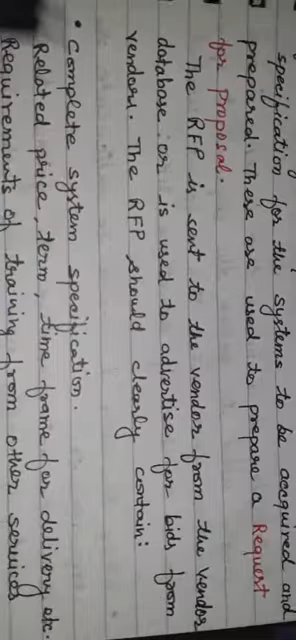 specification for the systems to be acquired and
prepared. These are used to prepare a Request
for Proposal.
The RFP is sent to the vendor from the vendor
database or is used to advertise for bids from
vendors. The RFP should clearly contain:
• Complete system specification.
Related price, term, time frame for delivery etc.
Requirements of training from other services